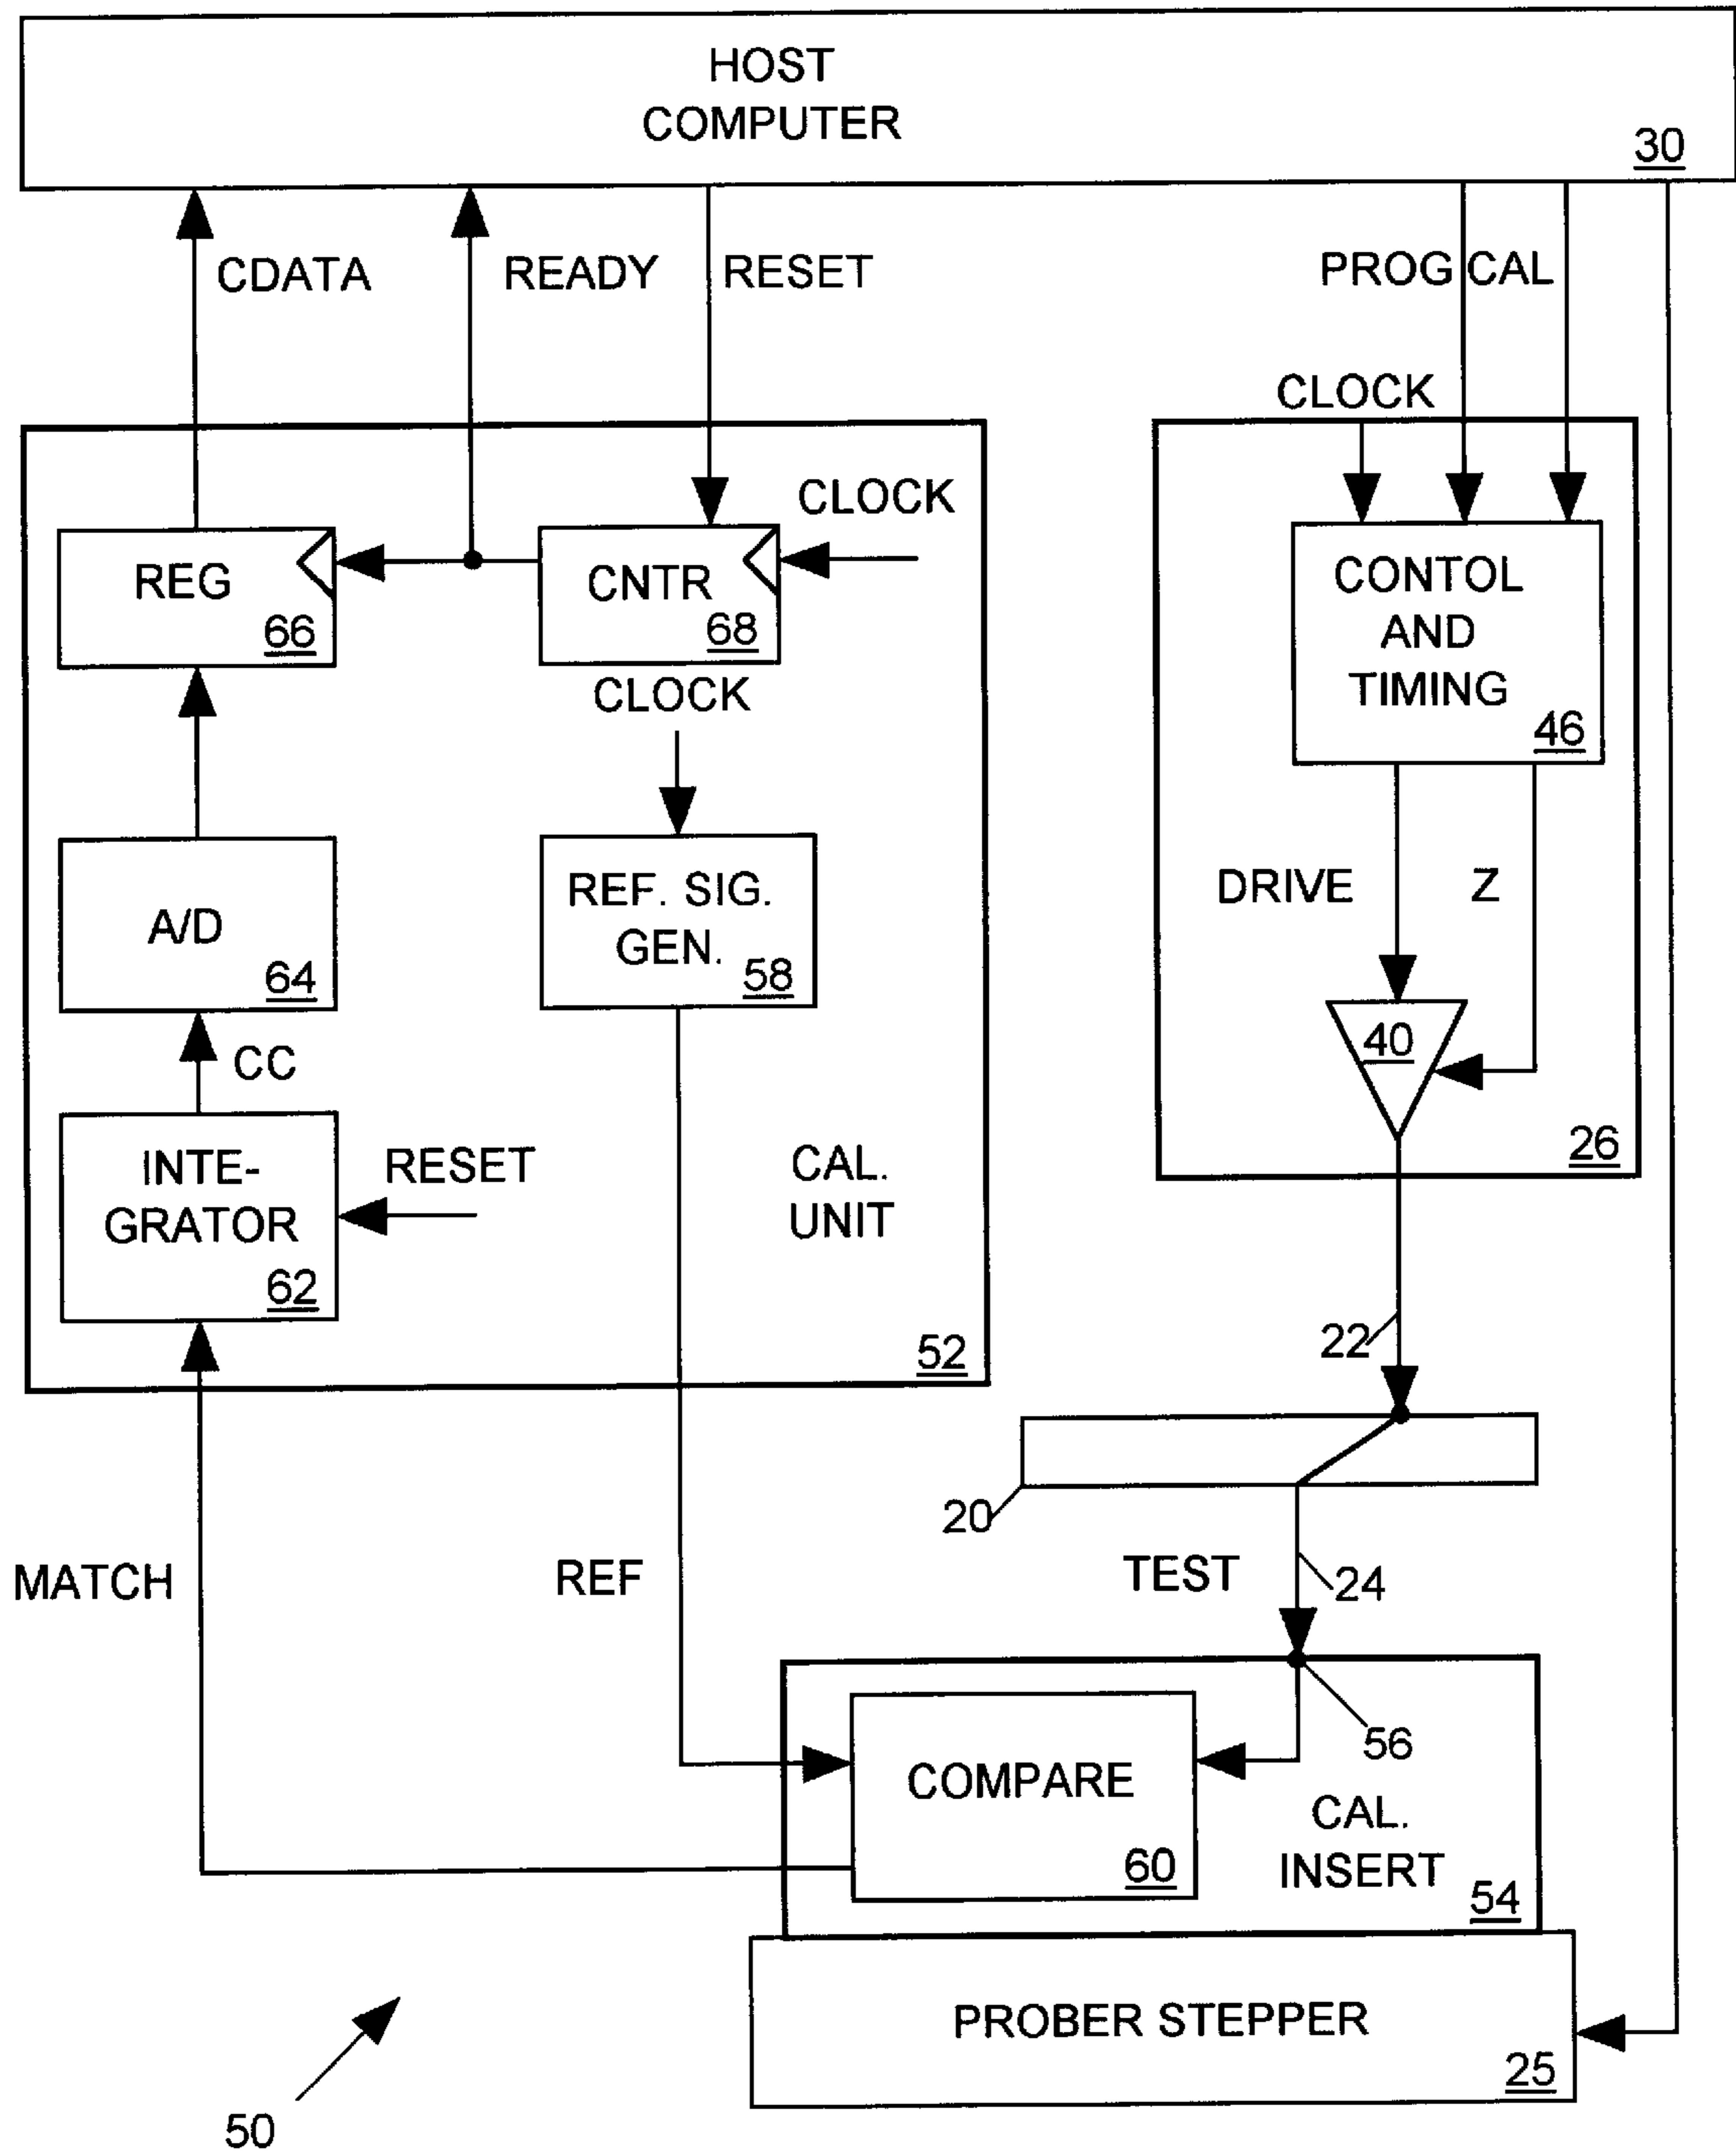 HOST
COMPUTER
30
CDATA
READY
RESET
PROG
CAL
CLOCK
CLOCK
REG
66
CNTR
68
CONTOL
AND
TIMING
46
CLOCK
REF. SIG.
GEN.
58
DRIVE
Z
A/D
64
40
CC
INTE-
GRATOR
62
RESET
CAL.
UNIT
52
26
22
20
MATCH
REF
TEST
24
56
COMPARE
60
CAL.
INSERT
54
PROBER STEPPER
25
50